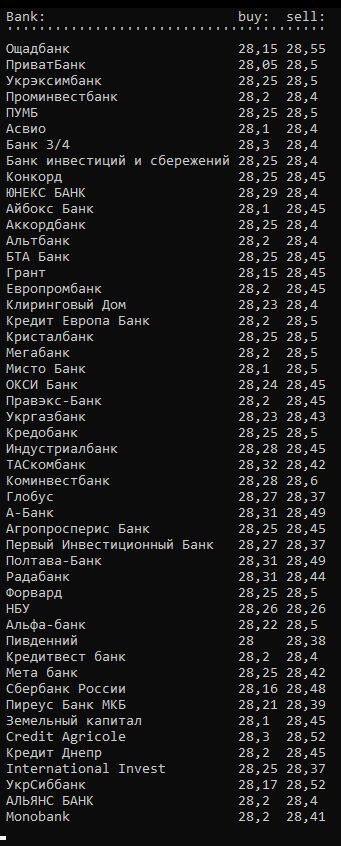 Bank: buy: sell:
Ощадбанк 28,15 28,55
ПриватБанк 28,05 28,5
Укрэксимбанк 28,25 28,5
Проминвестбанк 28,2 28,4
ПУМБ 28,25 28,5
Асвио 28,1 28,4
Банк 3/4 28,3 28,4
Банк инвестиций и сбережений 28,25 28,4
Конкорд 28,25 28,45
ЮНЕКС БАНК 28,29 28,4
Айбокс Банк 28,1 28,45
Аккордбанк 28,25 28,4
Альтбанк 28,2 28,4
БТА Банк 28,25 28,45
Грант 28,15 28,45
Европромбанк 28,2 28,45
Клиринговый Дом 28,23 28,4
Кредит Европа Банк 28,2 28,5
Кристалбанк 28,25 28,5
Мегабанк 28,2 28,5
Мисто Банк 28,1 28,5
ОКСИ Банк 28,24 28,45
Правэкс-Банк 28,2 28,45
Укргазбанк 28,23 28,43
Кредобанк 28,25 28,5
Индустриалбанк 28,28 28,45
ТАСкомбанк 28,32 28,42
Коминвестбанк 28,28 28,6
Глобус 28,27 28,37
А-Банк 28,31 28,49
Агропросперис Банк 28,25 28,45
Первый Инвестиционный Банк 28,27 28,37
Полтава-Банк 28,31 28,49
Радабанк 28,31 28,44
Форвард 28,25 28,5
НБУ 28,26 28,26
Альфа-банк 28,22 28,5
Пивденний 28 28,38
Кредитвест банк 28,2 28,4
Мета банк 28,25 28,42
Сбербанк России 28,16 28,48
Пиреус Банк МКБ 28,21 28,39
Земельный капитал 28,1 28,45
Credit Agricole 28,3 28,52
Кредит Днепр 28,2 28,45
International Invest 28,25 28,37
УкрСиббанк 28,17 28,52
АЛЬЯНС БАНК 28,2 28,4
Monobank 28,2 28,41